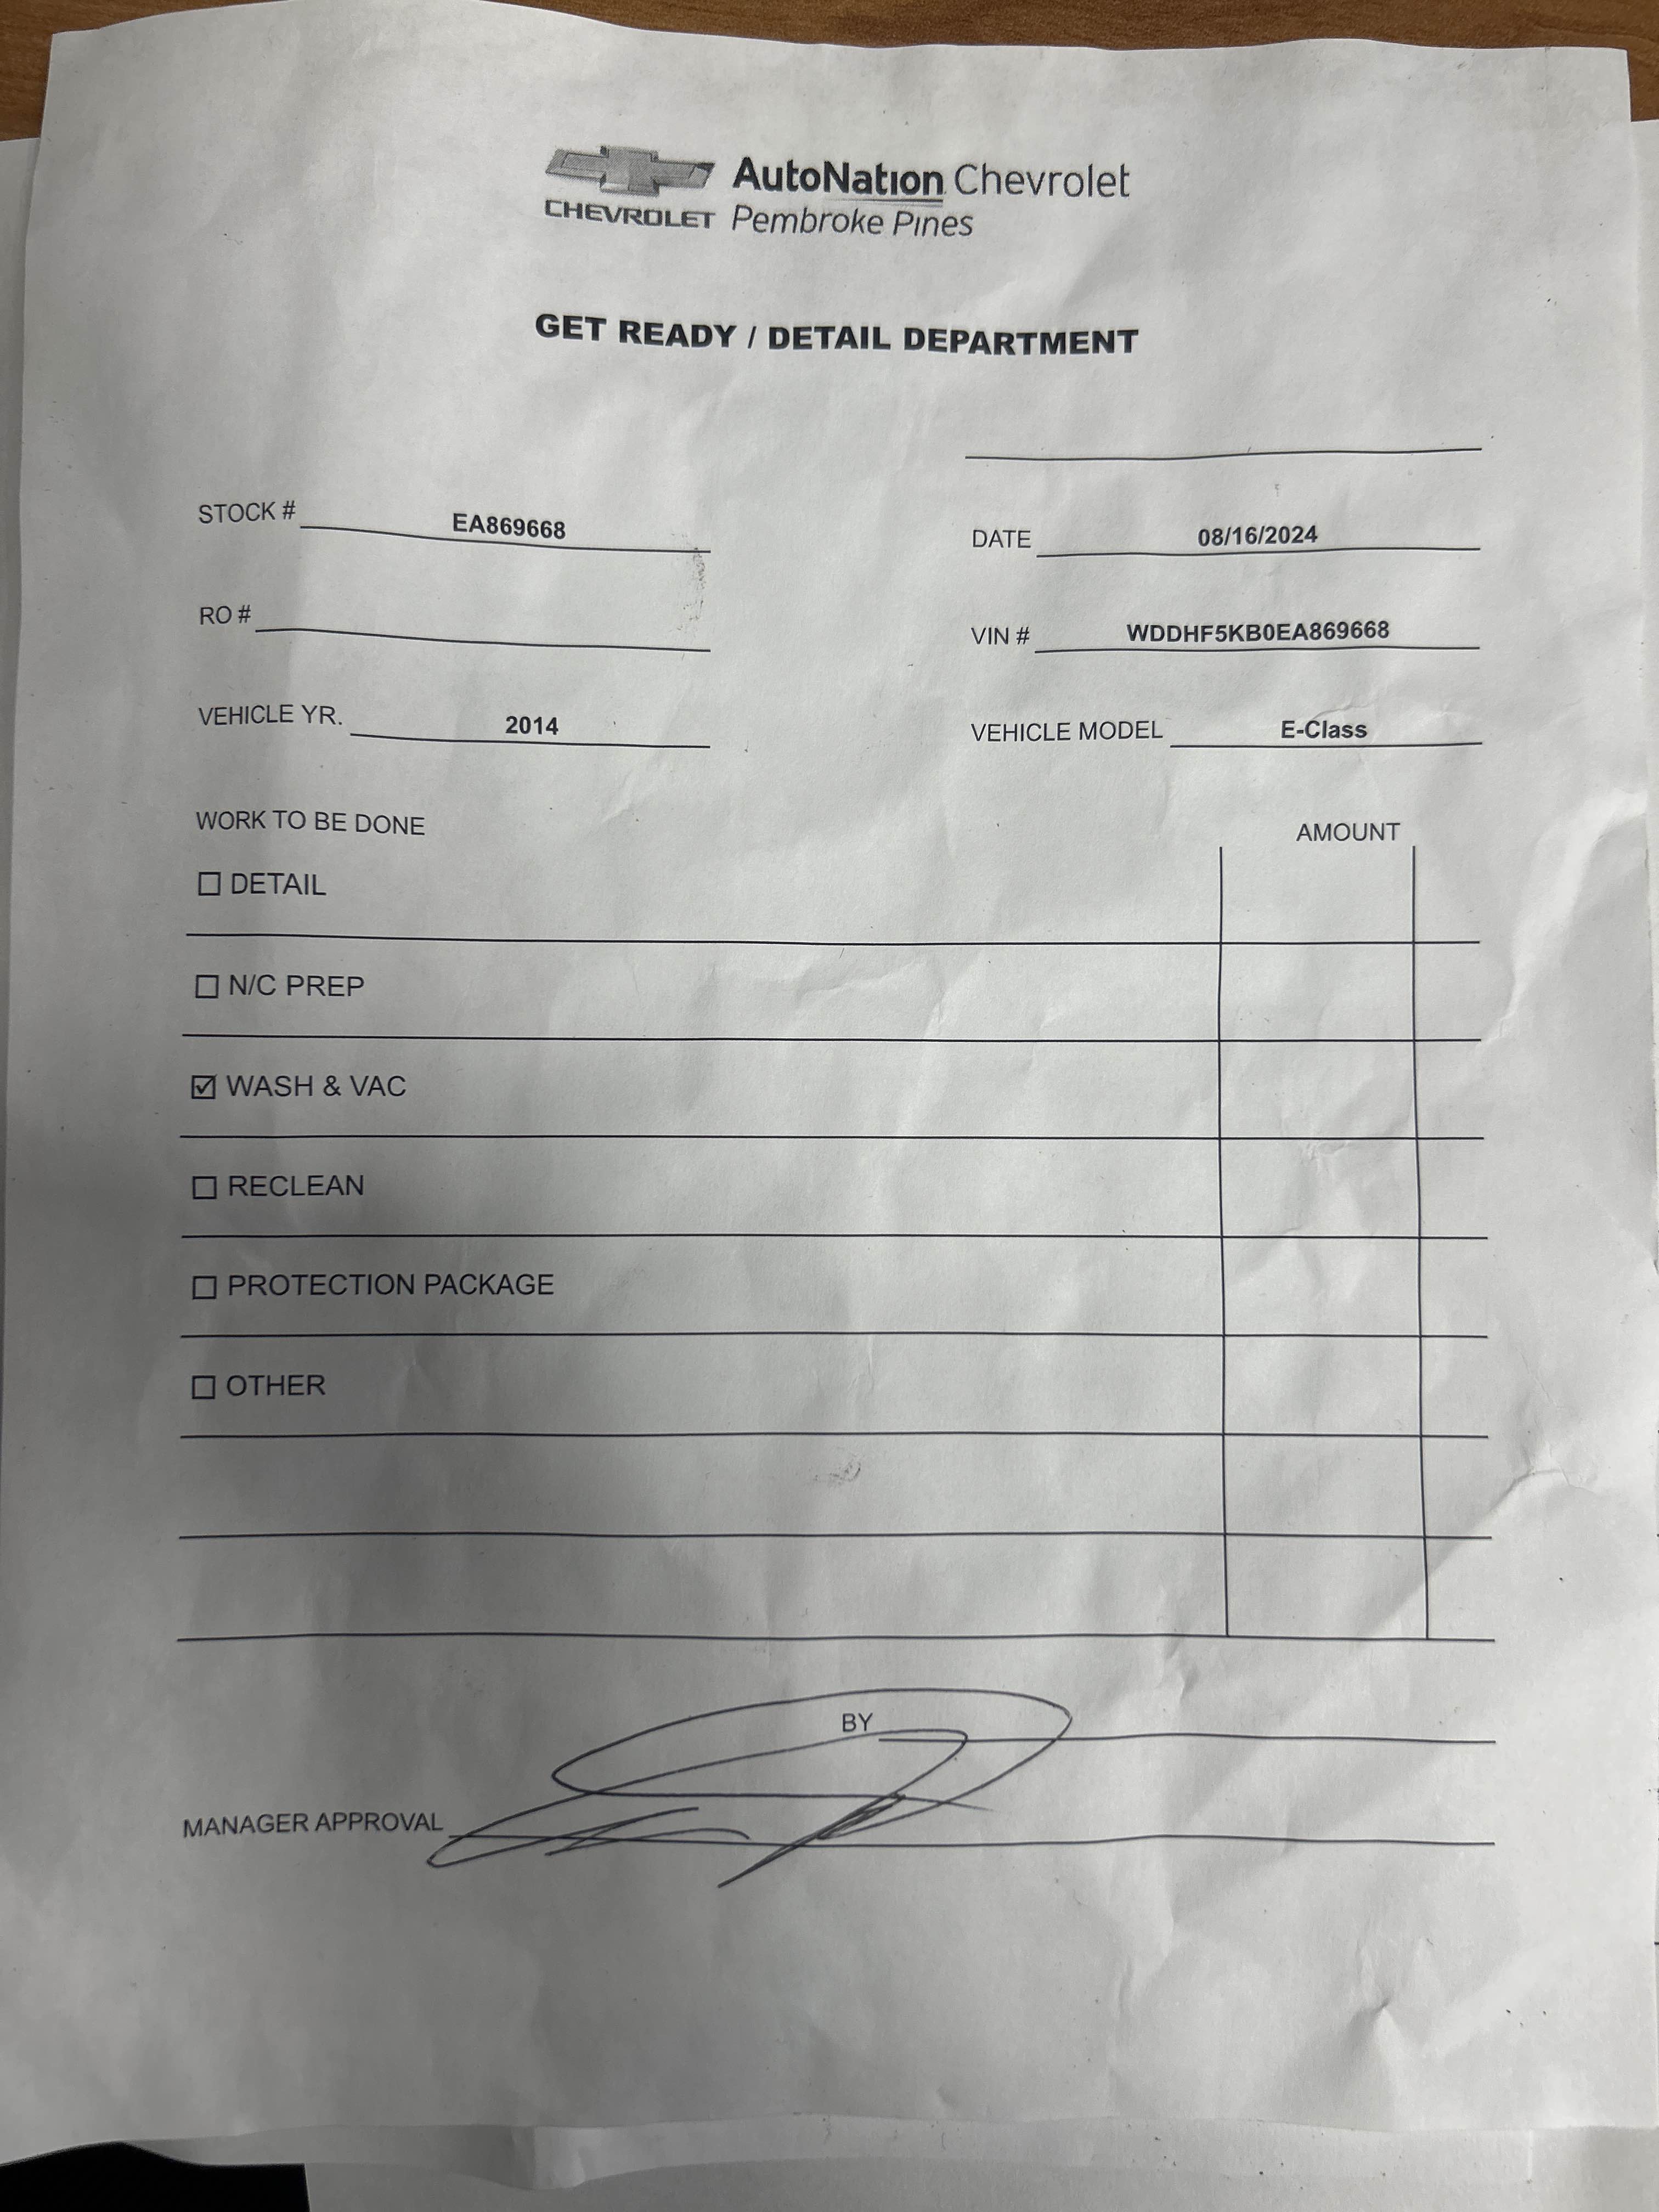 AutoNation Chevrolet
CHEVROLET Pembroke Pines
GET READY / DETAIL DEPARTMENT
STOCK # EA869668
DATE 08/16/2024
RO #
VIN # WDDHF5KB0EA869668
VEHICLE YR. 2014
VEHICLE MODEL E-Class
WORK TO BE DONE
AMOUNT
☐ DETAIL
☐ N/C PREP
☑ WASH & VAC
☐ RECLEAN
☐ PROTECTION PACKAGE
☐ OTHER
BY
MANAGER APPROVAL